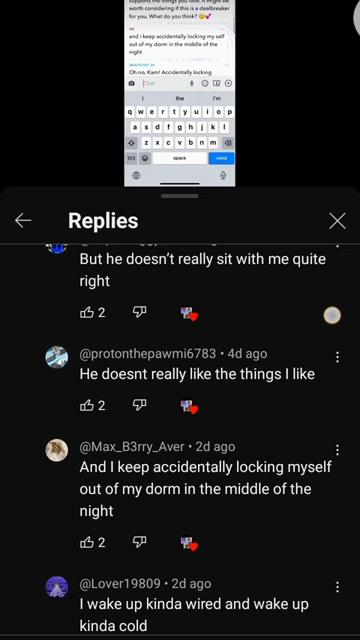 supports the things you love, it might be
worth considering if this is a dealbreaker
for you. What do you think? 🤔💕
ME
and i keep accidentally locking my self
out of my dorm in the middle of the
night
Oh no, Kam! Accidentally locking
Chat
i the i'm
q w e r t y u i o p
a s d f g h j k l
z x c v b n m
123 space send
Replies
But he doesn't really sit with me quite
right
2
@protonthepawmi6783 • 4d ago
He doesnt really like the things I like
2
@Max_B3rry_Aver • 2d ago
And I keep accidentally locking myself
out of my dorm in the middle of the
night
2
@Lover19809 • 2d ago
I wake up kinda wired and wake up
kinda cold